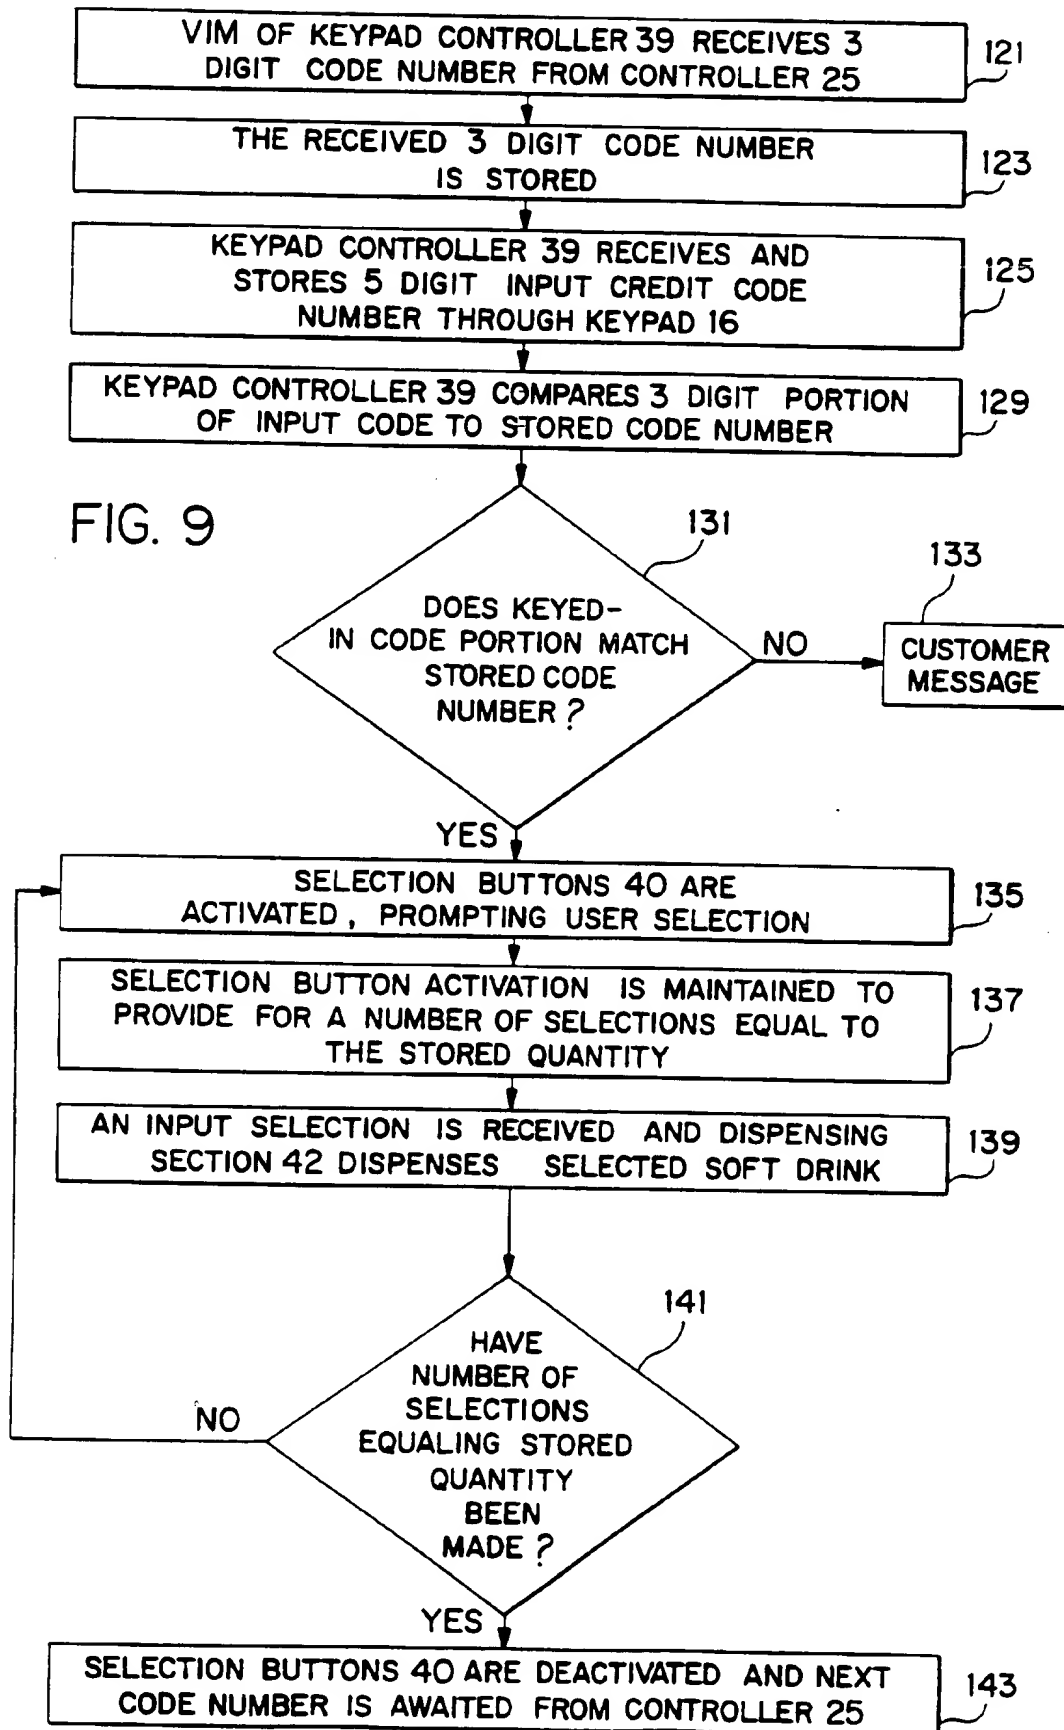 VIM OF KEYPAD CONTROLLER 39 RECEIVES 3
DIGIT CODE NUMBER FROM CONTROLLER 25
121
THE RECEIVED 3 DIGIT CODE NUMBER
IS STORED
123
KEYPAD CONTROLLER 39 RECEIVES AND
STORES 5 DIGIT INPUT CREDIT CODE
NUMBER THROUGH KEYPAD 16
125
KEYPAD CONTROLLER 39 COMPARES 3 DIGIT PORTION
OF INPUT CODE TO STORED CODE NUMBER
129
FIG. 9
131
DOES KEYED-
IN CODE PORTION MATCH
STORED CODE
NUMBER ?
NO
133
CUSTOMER
MESSAGE
YES
SELECTION BUTTONS 40 ARE
ACTIVATED, PROMPTING USER SELECTION
135
SELECTION BUTTON ACTIVATION IS MAINTAINED TO
PROVIDE FOR A NUMBER OF SELECTIONS EQUAL TO
THE STORED QUANTITY
137
AN INPUT SELECTION IS RECEIVED AND DISPENSING
SECTION 42 DISPENSES SELECTED SOFT DRINK
139
141
HAVE
NUMBER OF
SELECTIONS
EQUALING STORED
QUANTITY
BEEN
MADE ?
NO
YES
SELECTION BUTTONS 40 ARE DEACTIVATED AND NEXT
CODE NUMBER IS AWAITED FROM CONTROLLER 25
143